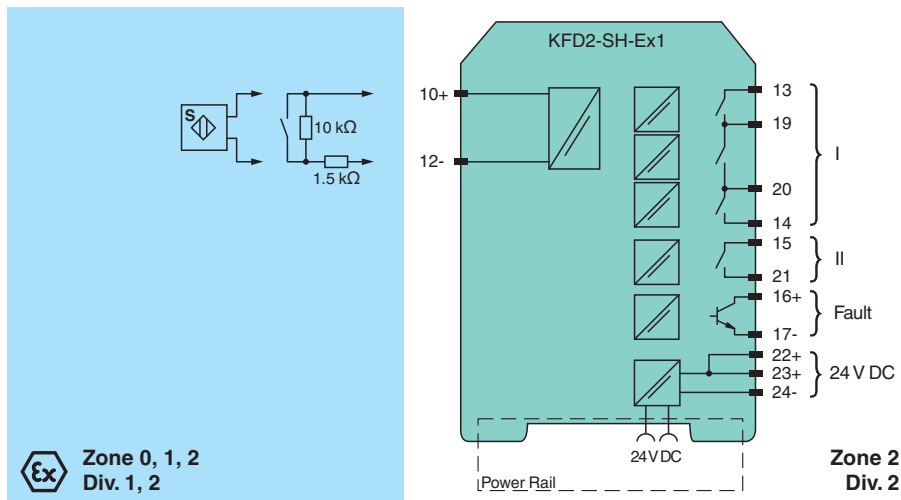 KFD2-SH-Ex1
S
10 kΩ
1.5 kΩ
10+
12-
13
19
20
14
I
15
21
II
16+
17-
Fault
22+
23+
24-
24 V DC
24 V DC
Power Rail
Ex
Zone 0, 1, 2
Div. 1, 2
Zone 2
Div. 2